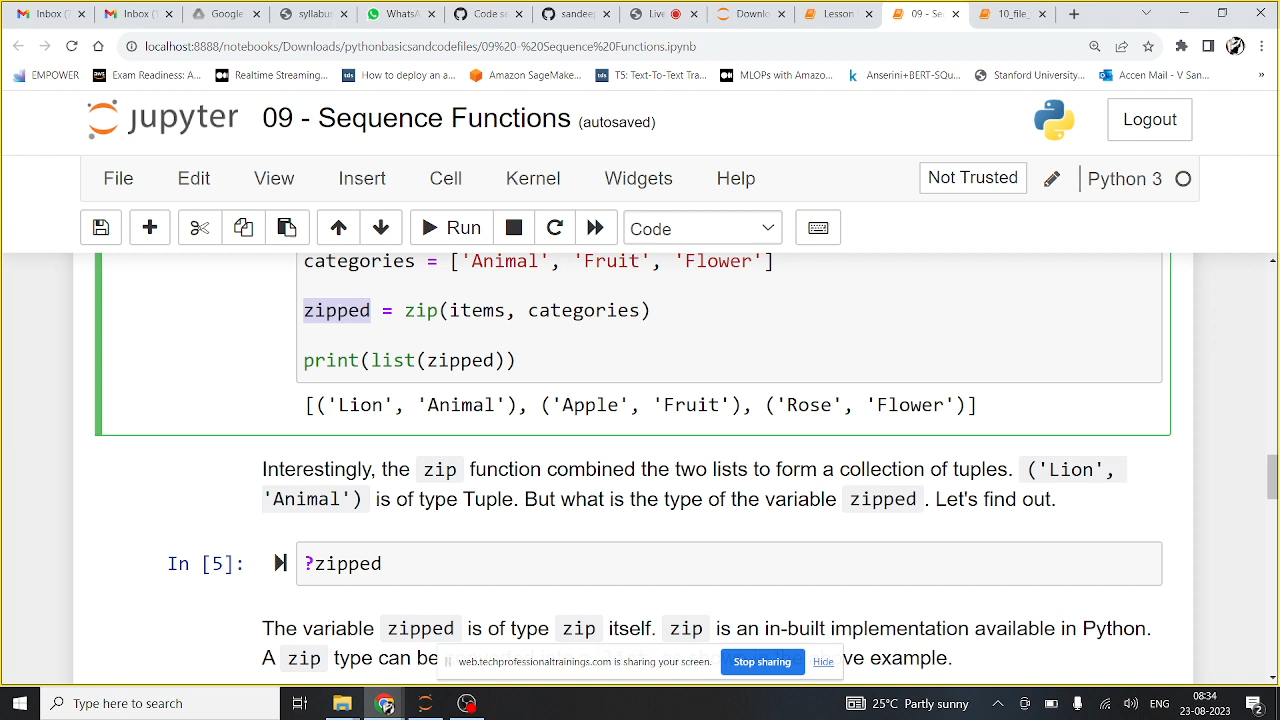 Inbox (
Inbox (
Google
syllabus
WhatsA
Code se
sandeep
Live
Downlo
Lesson
09 - Se
10_file_
localhost:8888/notebooks/Downloads/pythonbasicsandcodefiles/09%20-%20Sequence%20Functions.ipynb
EMPOWER
Exam Readiness: A...
Realtime Streaming...
How to deploy an a...
Amazon SageMake...
T5: Text-To-Text Tra...
MLOPs with Amazo...
Anserini+BERT-SQu...
Stanford University...
Accen Mail - V San...
»
jupyter 09 - Sequence Functions (autosaved)
Logout
File Edit View Insert Cell Kernel Widgets Help
Not Trusted
Python 3
Run
Code
categories = ['Animal', 'Fruit', 'Flower']
zipped = zip(items, categories)
print(list(zipped))
[('Lion', 'Animal'), ('Apple', 'Fruit'), ('Rose', 'Flower')]
Interestingly, the zip function combined the two lists to form a collection of tuples. ('Lion',
'Animal') is of type Tuple. But what is the type of the variable zipped . Let's find out.
In [5]: ?zipped
The variable zipped is of type zip itself. zip is an in-built implementation available in Python.
A zip type can be ve example.
web.techprofessionaltrainings.com is sharing your screen. Stop sharing Hide
Type here to search
25°C Partly sunny
ENG
08:34
23-08-2023
2